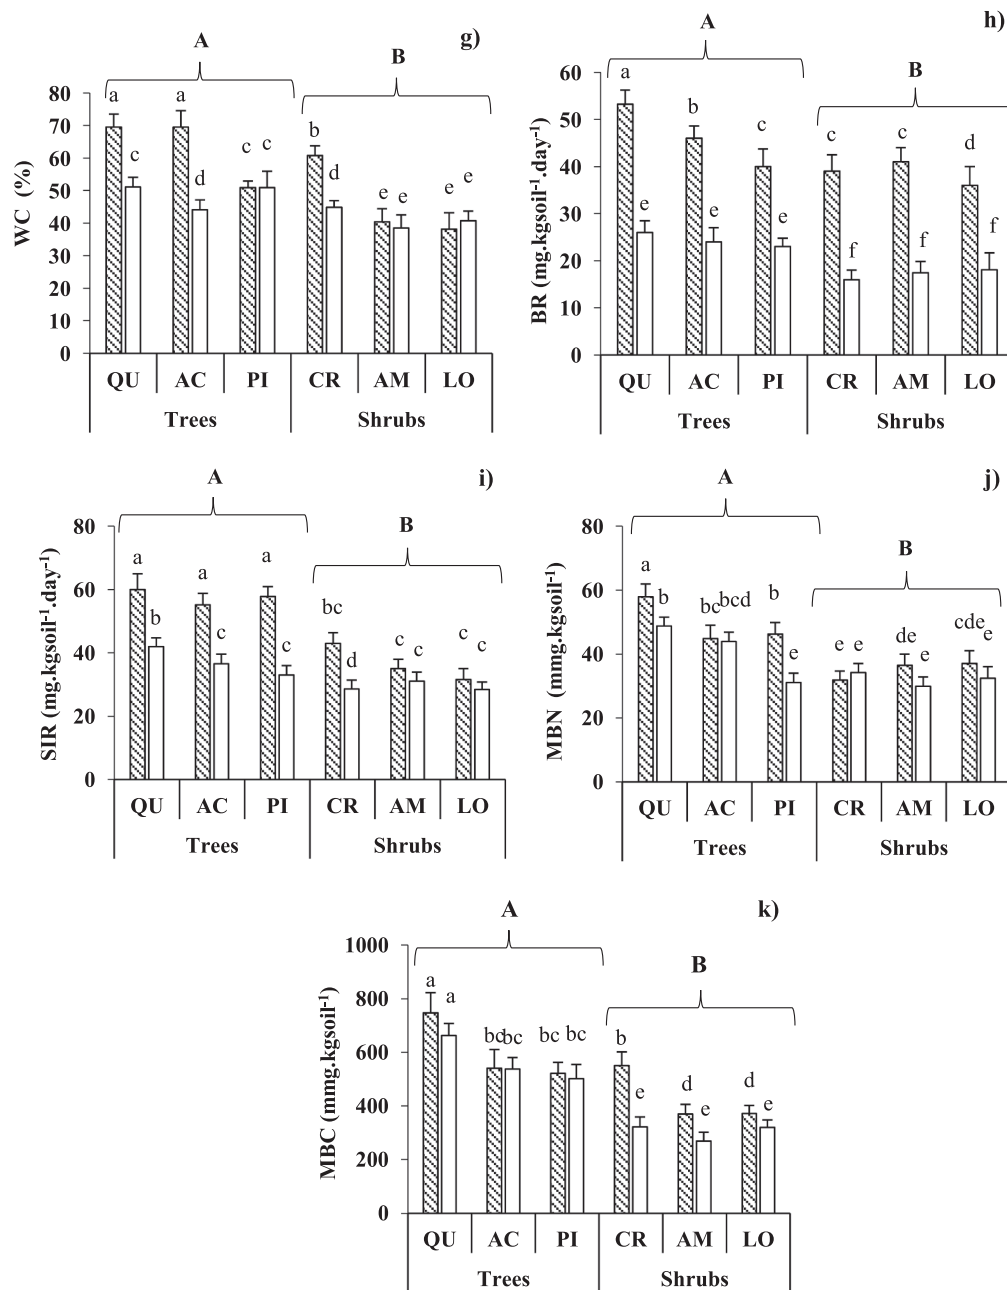 g)
A
B
WC (%)
80
70
60
50
40
30
20
10
0
a c a d c c b d e e e e
QU AC PI CR AM LO
Trees Shrubs
h)
A
B
BR (mg.kgsoil⁻¹.day⁻¹)
60
50
40
30
20
10
0
a e b e c e c f c f d f
QU AC PI CR AM LO
Trees Shrubs
i)
A
B
SIR (mg.kgsoil⁻¹.day⁻¹)
80
60
40
20
0
a b a c a c bc d c c c c
QU AC PI CR AM LO
Trees Shrubs
j)
A
B
MBN (mmg.kgsoil⁻¹)
80
60
40
20
0
a b bc bcd b e e e de e cde e
QU AC PI CR AM LO
Trees Shrubs
k)
A
B
MBC (mmg.kgsoil⁻¹)
1000
800
600
400
200
0
a a bc bc bc bc b e d e d e
QU AC PI CR AM LO
Trees Shrubs